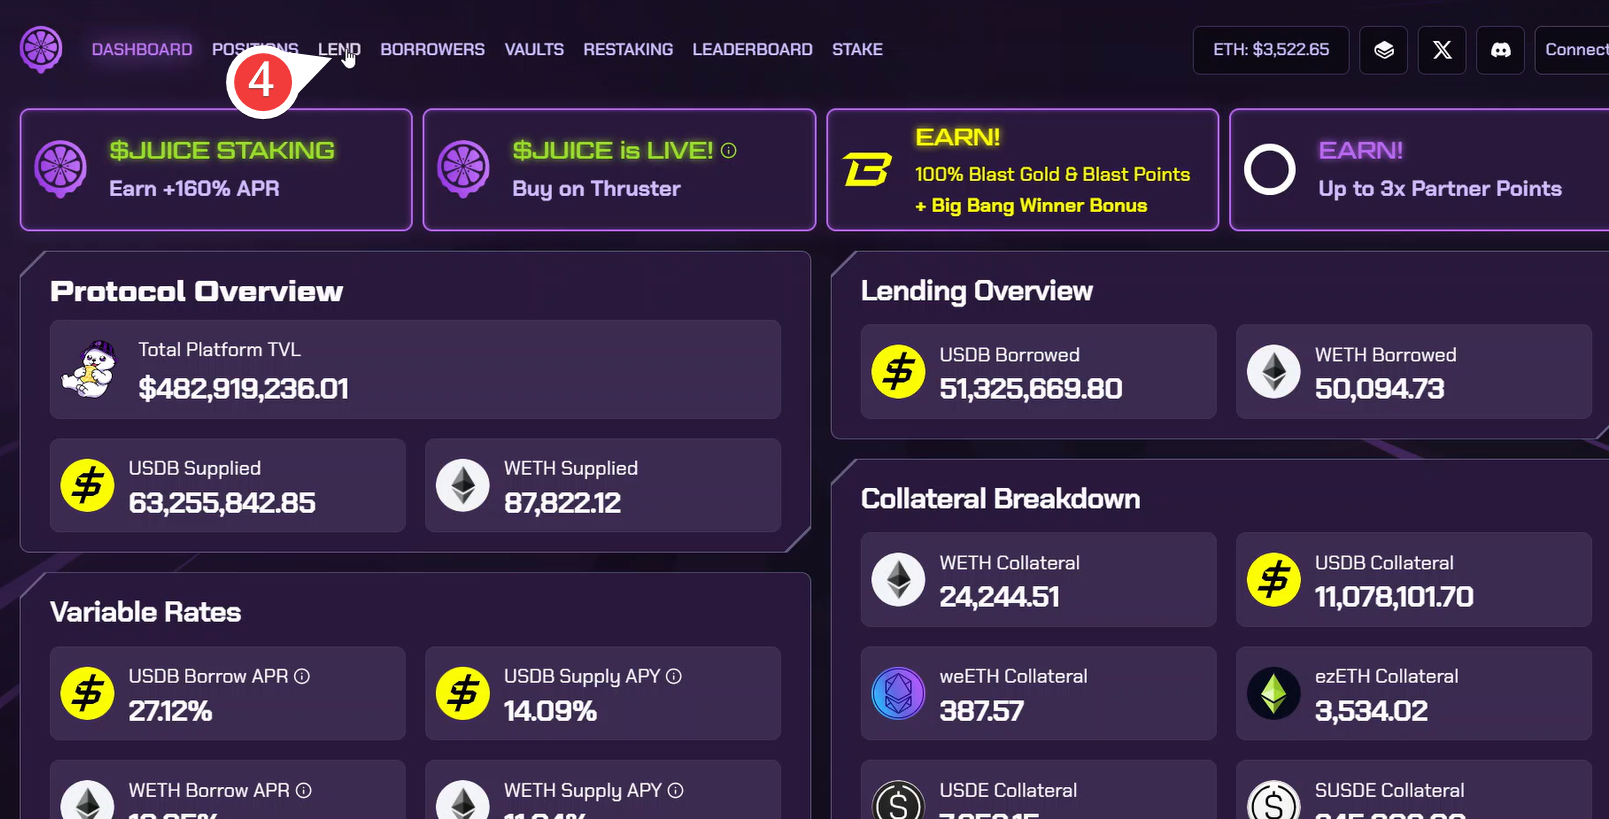 DASHBOARD POSITIONS LEND BORROWERS VAULTS RESTAKING LEADERBOARD STAKE
ETH: $3,522.65
Connect
4
$JUICE STAKING
Earn +160% APR
$JUICE is LIVE!
Buy on Thruster
EARN!
100% Blast Gold & Blast Points
+ Big Bang Winner Bonus
EARN!
Up to 3x Partner Points
Protocol Overview
Total Platform TVL
$482,919,236.01
USDB Supplied
63,255,842.85
WETH Supplied
87,822.12
Lending Overview
USDB Borrowed
51,325,669.80
WETH Borrowed
50,094.73
Variable Rates
USDB Borrow APR
27.12%
USDB Supply APY
14.09%
WETH Borrow APR
WETH Supply APY
Collateral Breakdown
WETH Collateral
24,244.51
USDB Collateral
11,078,101.70
weETH Collateral
387.57
ezETH Collateral
3,534.02
USDE Collateral
SUSDE Collateral